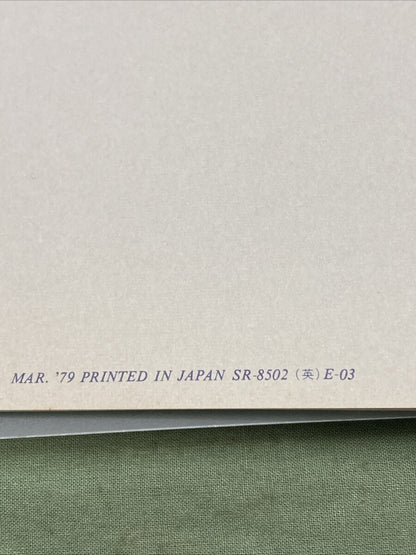 MAR. '79 PRINTED IN JAPAN SR-8502 (英) E-03